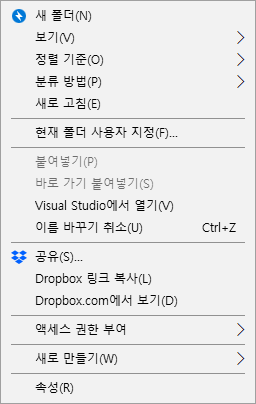 새 폴더(N)
보기(V)
정렬 기준(O)
분류 방법(P)
새로 고침(E)
현재 폴더 사용자 지정(F)...
붙여넣기(P)
바로 가기 붙여넣기(S)
Visual Studio에서 열기(V)
이름 바꾸기 취소(U) Ctrl+Z
공유(S)...
Dropbox 링크 복사(L)
Dropbox.com에서 보기(D)
액세스 권한 부여
새로 만들기(W)
속성(R)